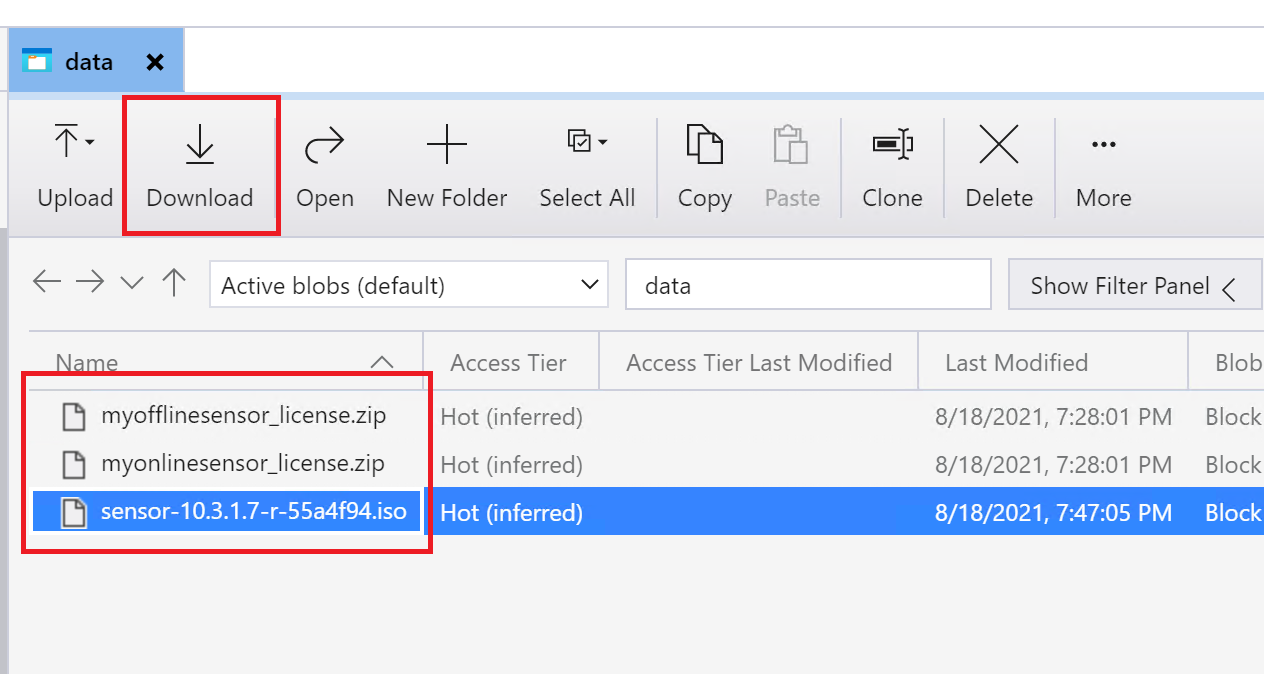 data
Upload Download Open New Folder Select All Copy Paste Clone Delete More
Active blobs (default) data Show Filter Panel
Name Access Tier Access Tier Last Modified Last Modified Blob
myofflinesensor_license.zip Hot (inferred) 8/18/2021, 7:28:01 PM Block
myonlinesensor_license.zip Hot (inferred) 8/18/2021, 7:28:01 PM Block
sensor-10.3.1.7-r-55a4f94.iso Hot (inferred) 8/18/2021, 7:47:05 PM Block